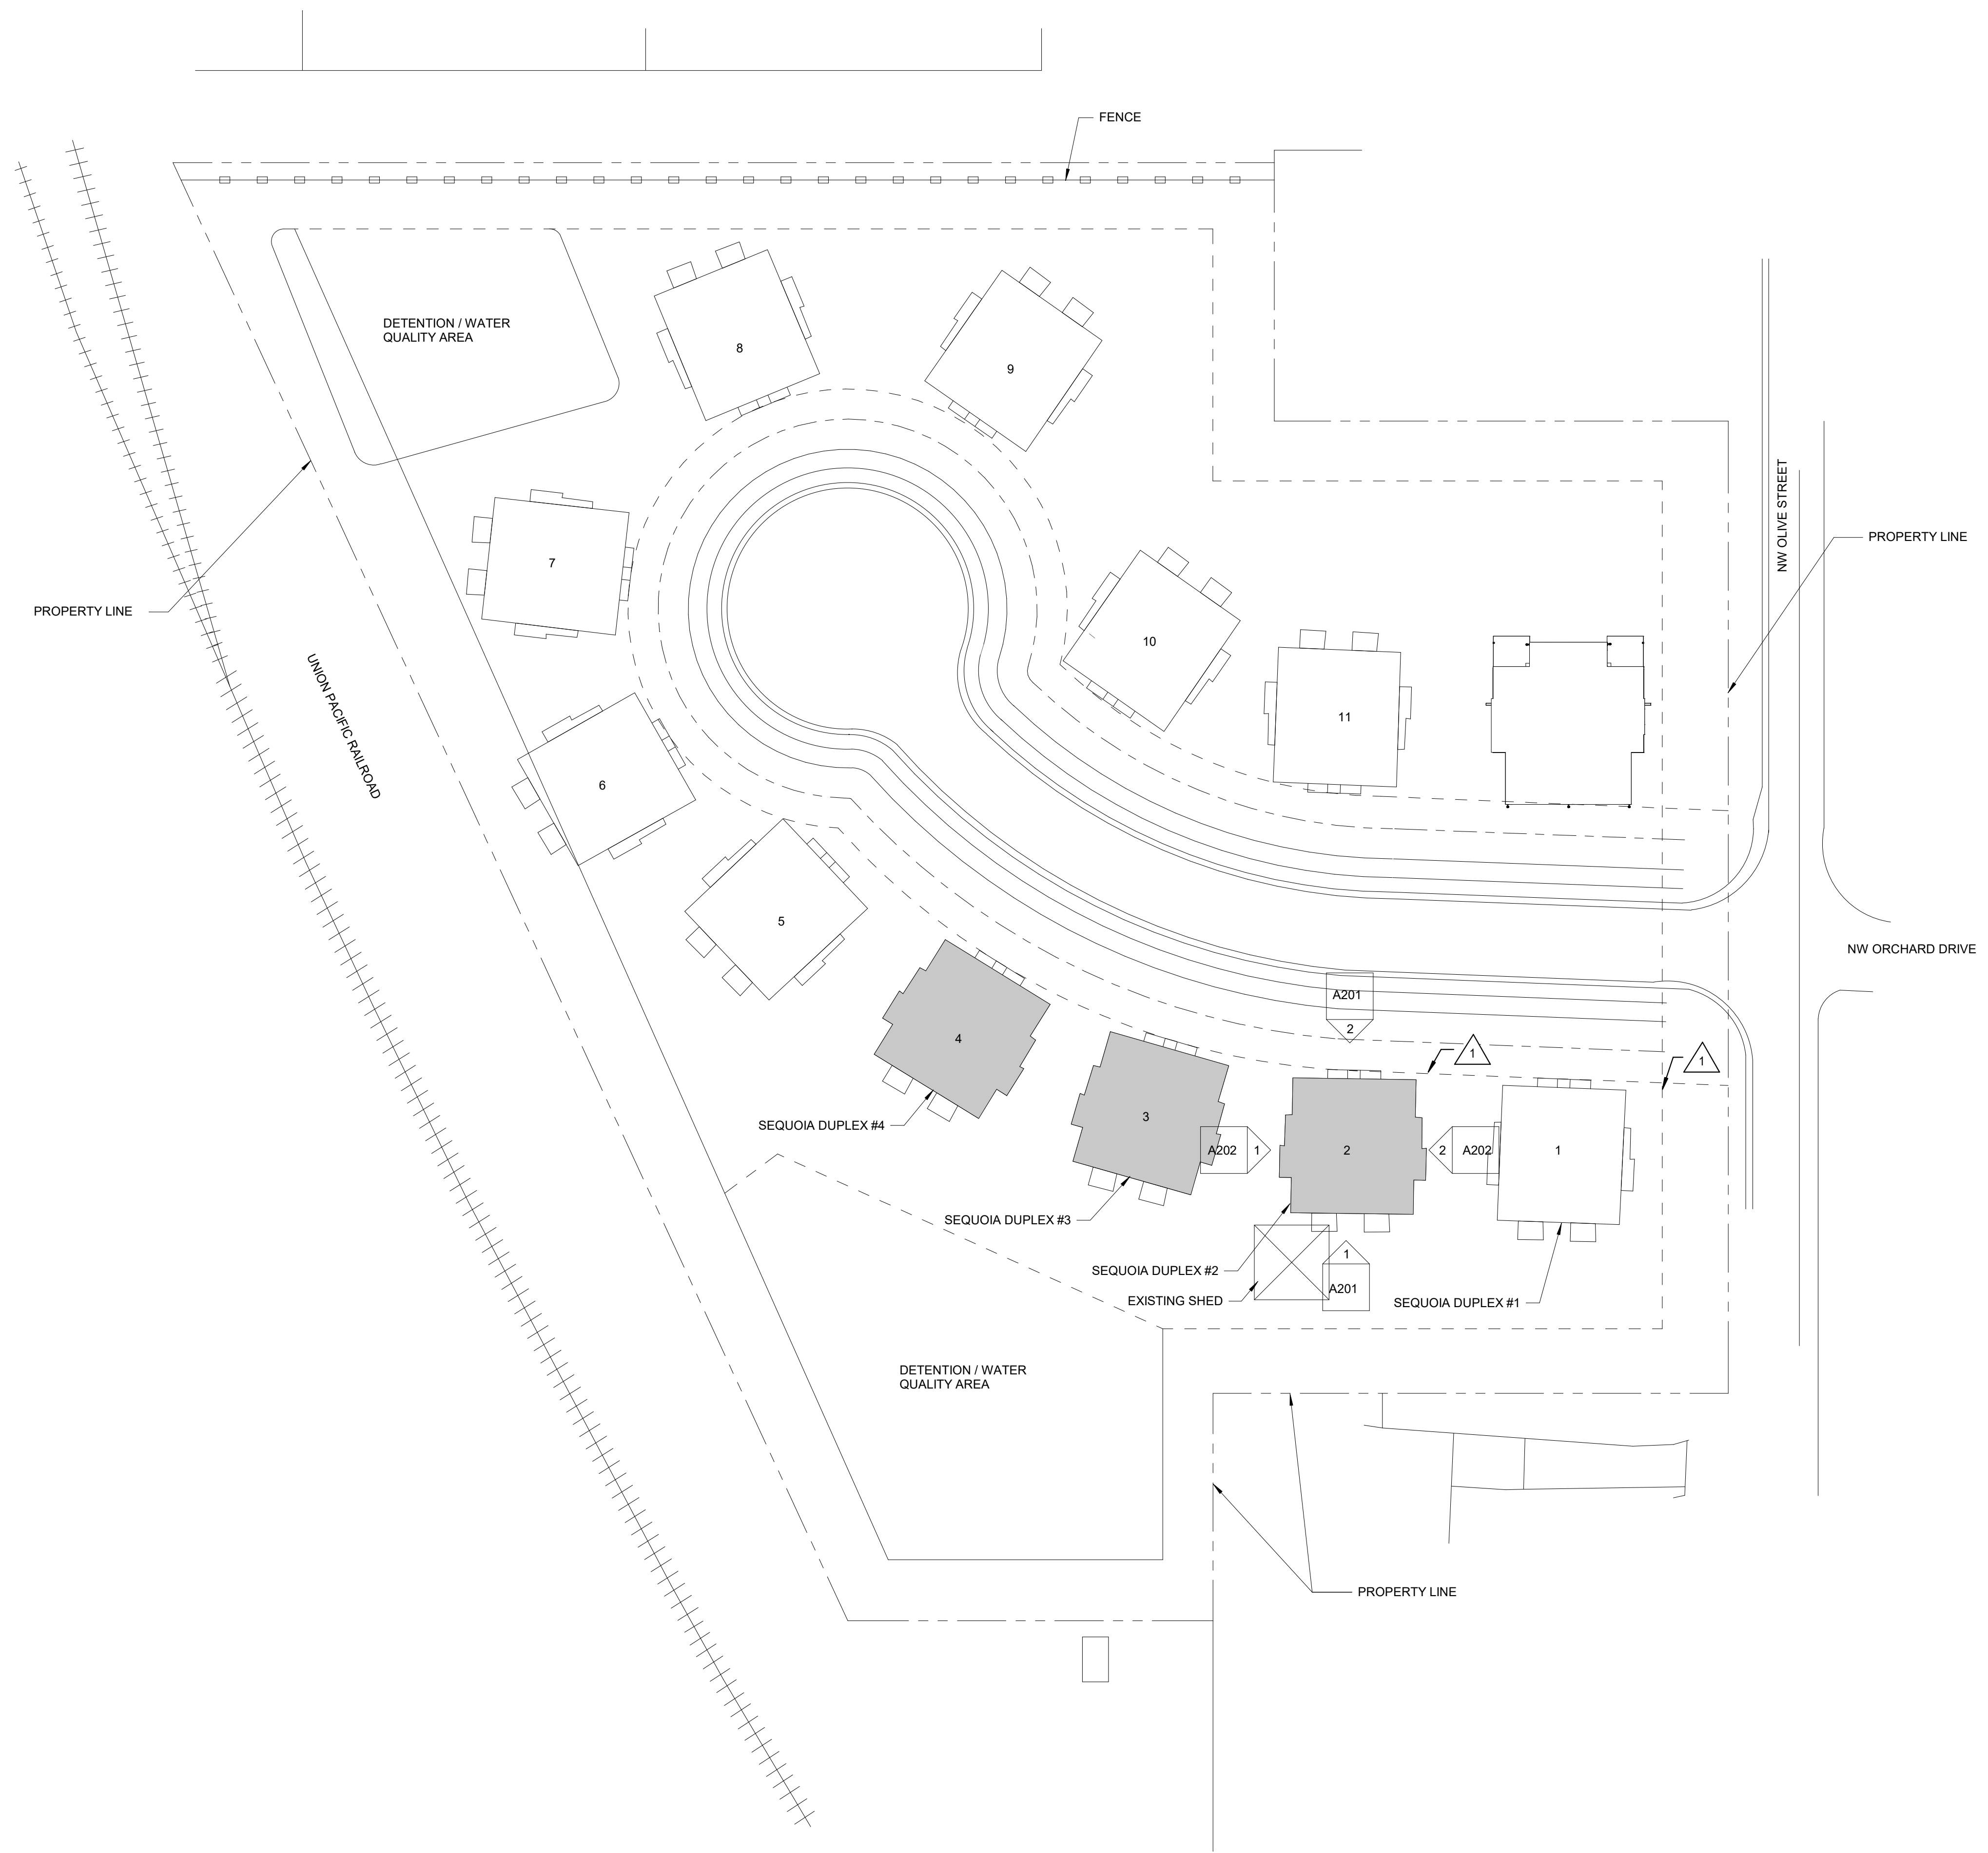 FENCE
DETENTION / WATER
QUALITY AREA
8
9
NW OLIVE STREET
PROPERTY LINE
7
PROPERTY LINE
10
UNION PACIFIC RAILROAD
11
6
5
NW ORCHARD DRIVE
A201
2
4
1
1
3
SEQUOIA DUPLEX #4
A202
1
2
2
A202
1
SEQUOIA DUPLEX #3
1
SEQUOIA DUPLEX #2
A201
EXISTING SHED
SEQUOIA DUPLEX #1
DETENTION / WATER
QUALITY AREA
PROPERTY LINE